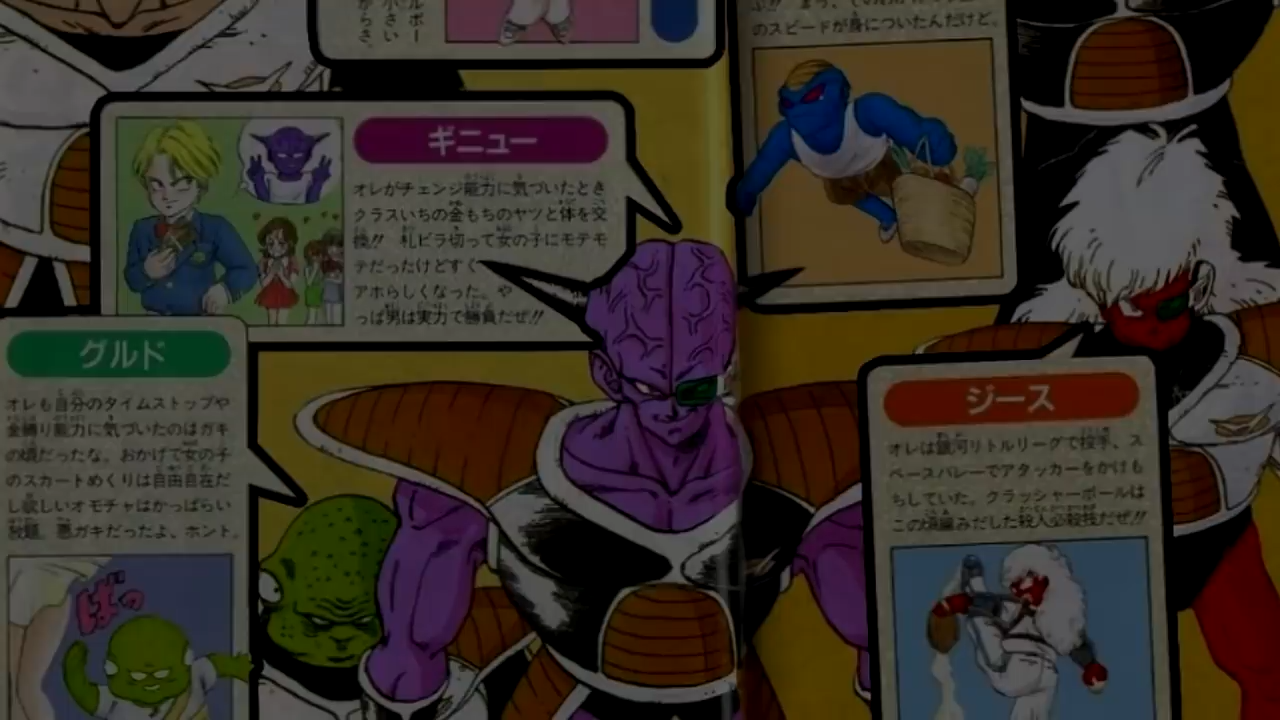 ルボー
小さい
からさ。
のスピードが身についたんだけど。
ギニュー
オレがチェンジ能力に気づいたとき
クラスいちの金もちのヤツと体を交
換!! 札ビラ切って女の子にモテモ
テだったけどすぐ
アホらしくなった。や
っぱ男は実力で勝負だぜ!!
グルド
オレも自分のタイムストップや
金縛り能力に気づいたのはガキ
の頃だったな。おかげで女の子
のスカートめくりは自由自在だ
し欲しいオモチャはかっぱらい
放題。悪ガキだったよ、ホント。
ばっ
ジース
オレは銀河リトルリーグで投手、ス
ペースバレーでアタッカーをかけも
ちしていた。クラッシャーボールは
この頃編みだした殺人必殺技だぜ!!